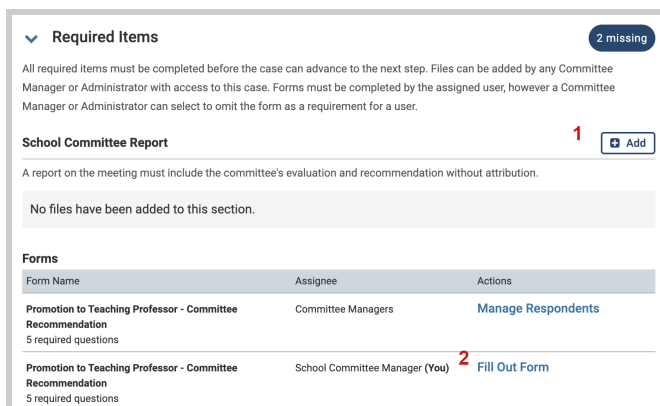 Required Items
2 missing
All required items must be completed before the case can advance to the next step. Files can be added by any Committee
Manager or Administrator with access to this case. Forms must be completed by the assigned user, however a Committee
Manager or Administrator can select to omit the form as a requirement for a user.
School Committee Report
1
Add
A report on the meeting must include the committee's evaluation and recommendation without attribution.
No files have been added to this section.
Forms
Form Name Assignee Actions
Promotion to Teaching Professor - Committee Committee Managers Manage Respondents
Recommendation
5 required questions
Promotion to Teaching Professor - Committee School Committee Manager (You) 2 Fill Out Form
Recommendation
5 required questions